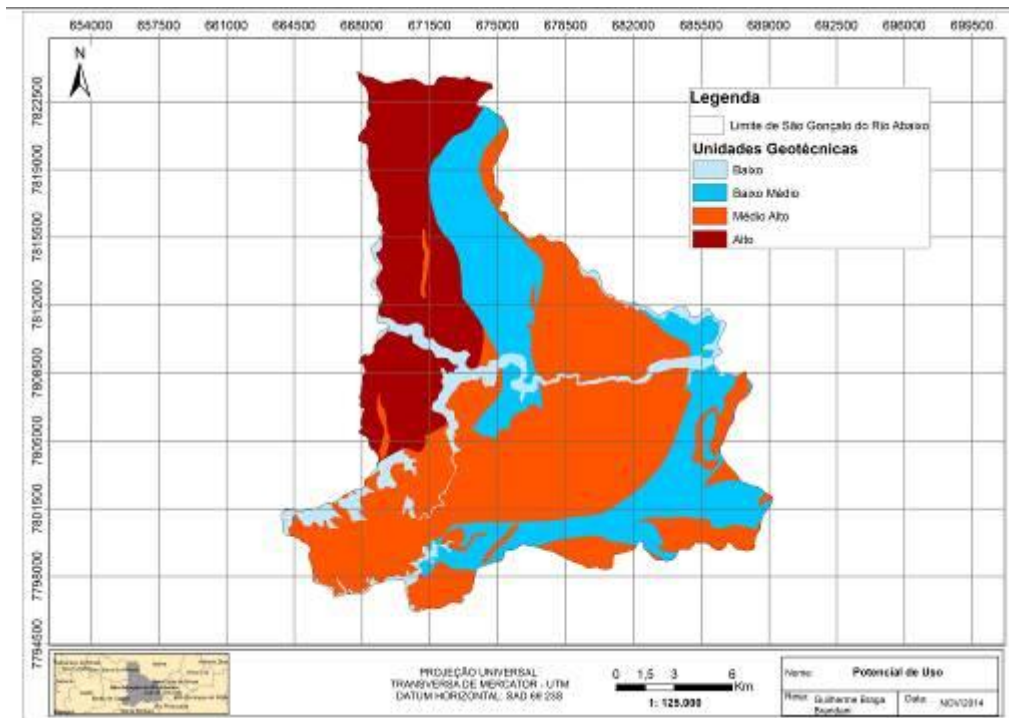 654000 657500 661000 664500 668000 671500 675000 678500 682000 685500 689000 692500 696000 699500
N
7822500
7819000
7815500
7812000
7808500
7805000
7801500
7798000
7794500
Legenda
Limite de São Gonçalo do Rio Abaixo
Unidades Geotécnicas
Baixo
Baixo Médio
Médio Alto
Alto
PROJEÇÃO UNIVERSAL
TRANSVERSA DE MERCATOR - UTM
DATUM HORIZONTAL: SAD 69 23S
0 1,5 3 6
Km
1: 125.000
Nome: Potencial de Uso
Guilherme Braga
Brandani
Data: NOV/2014